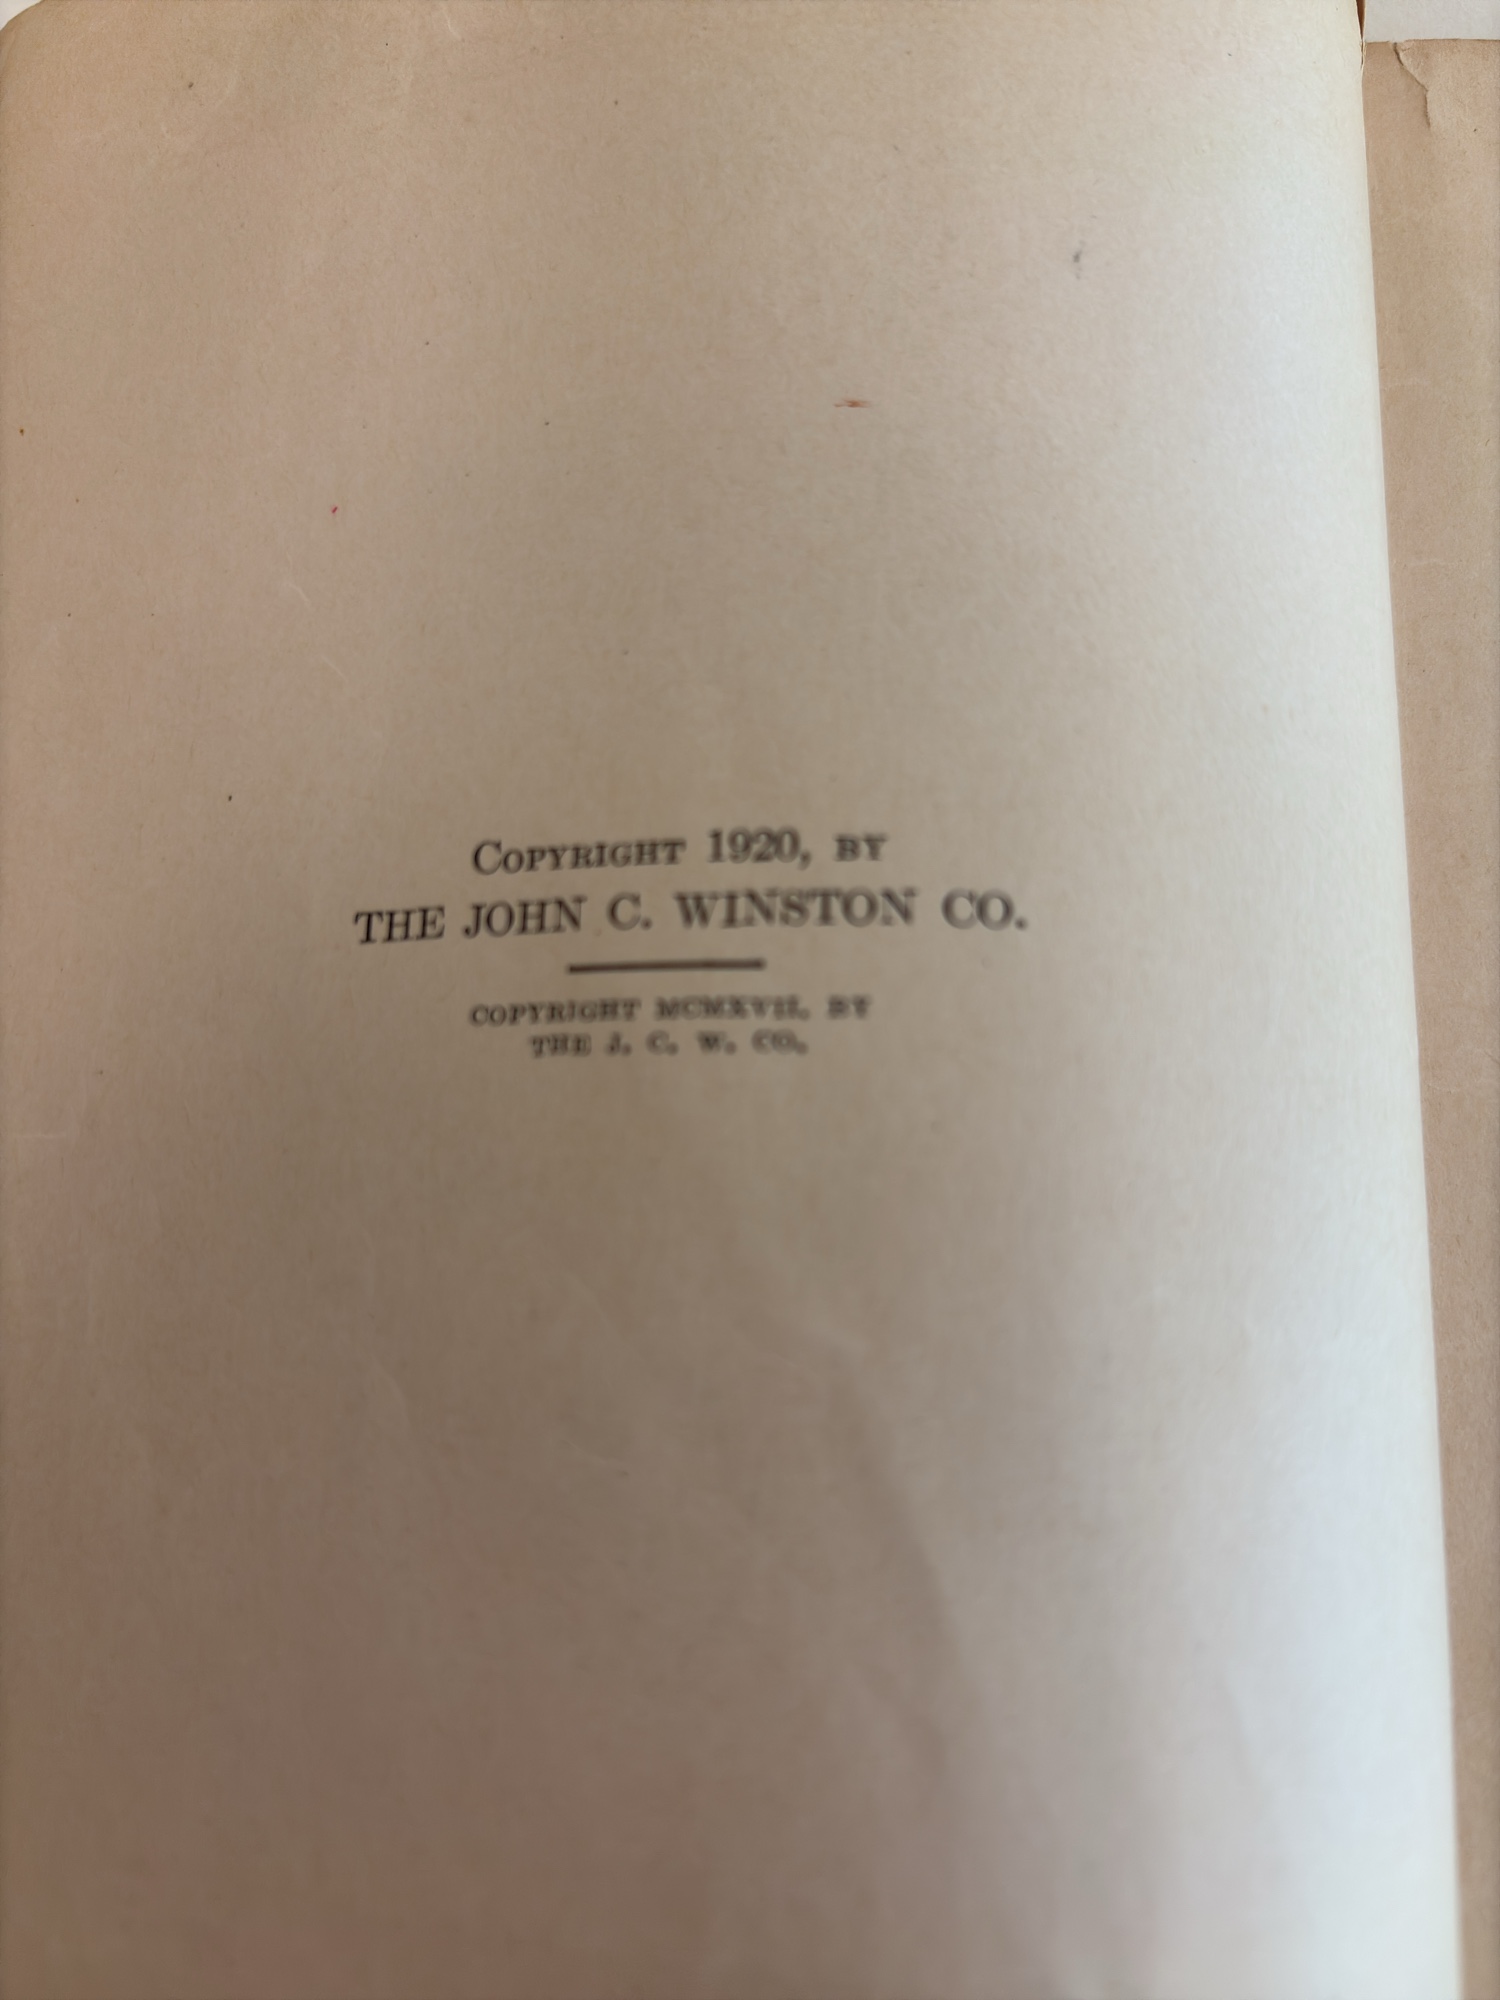 COPYRIGHT 1920, BY
THE JOHN C. WINSTON CO.
COPYRIGHT MCMXVII, BY
THE J. C. W. CO.